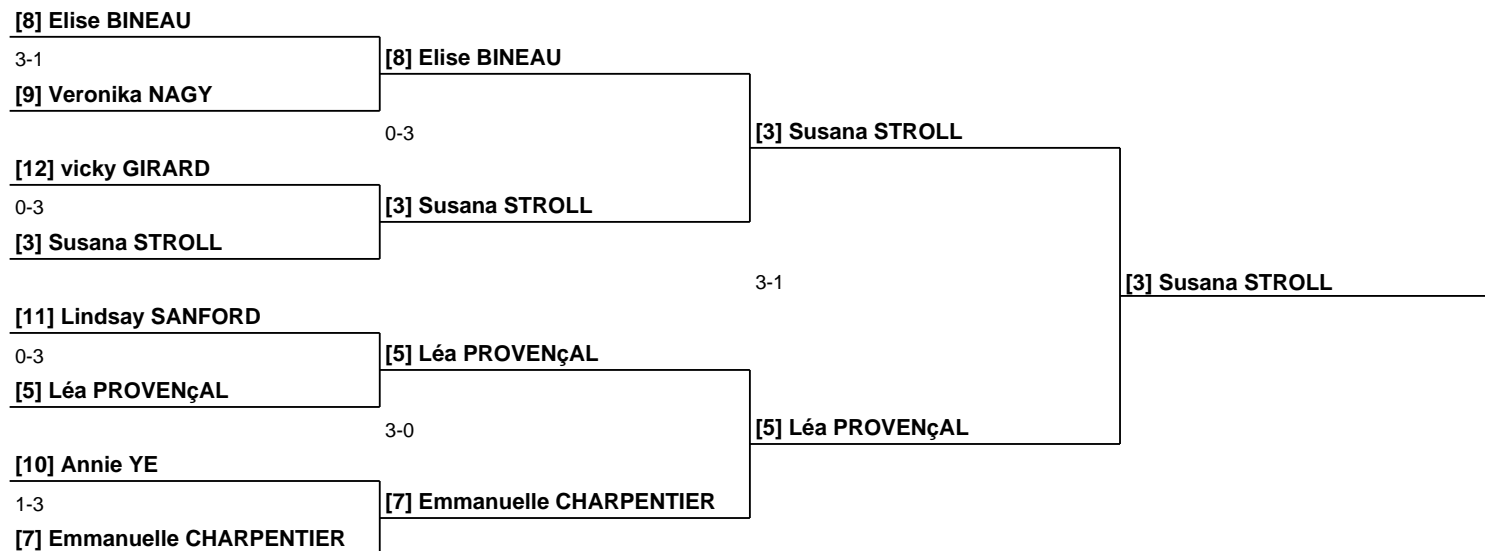 [8] Elise BINEAU
3-1
[8] Elise BINEAU
[9] Veronika NAGY
0-3
[3] Susana STROLL
[12] vicky GIRARD
0-3
[3] Susana STROLL
[3] Susana STROLL
3-1
[3] Susana STROLL
[11] Lindsay SANFORD
0-3
[5] Léa PROVENçAL
[5] Léa PROVENçAL
3-0
[5] Léa PROVENçAL
[10] Annie YE
1-3
[7] Emmanuelle CHARPENTIER
[7] Emmanuelle CHARPENTIER